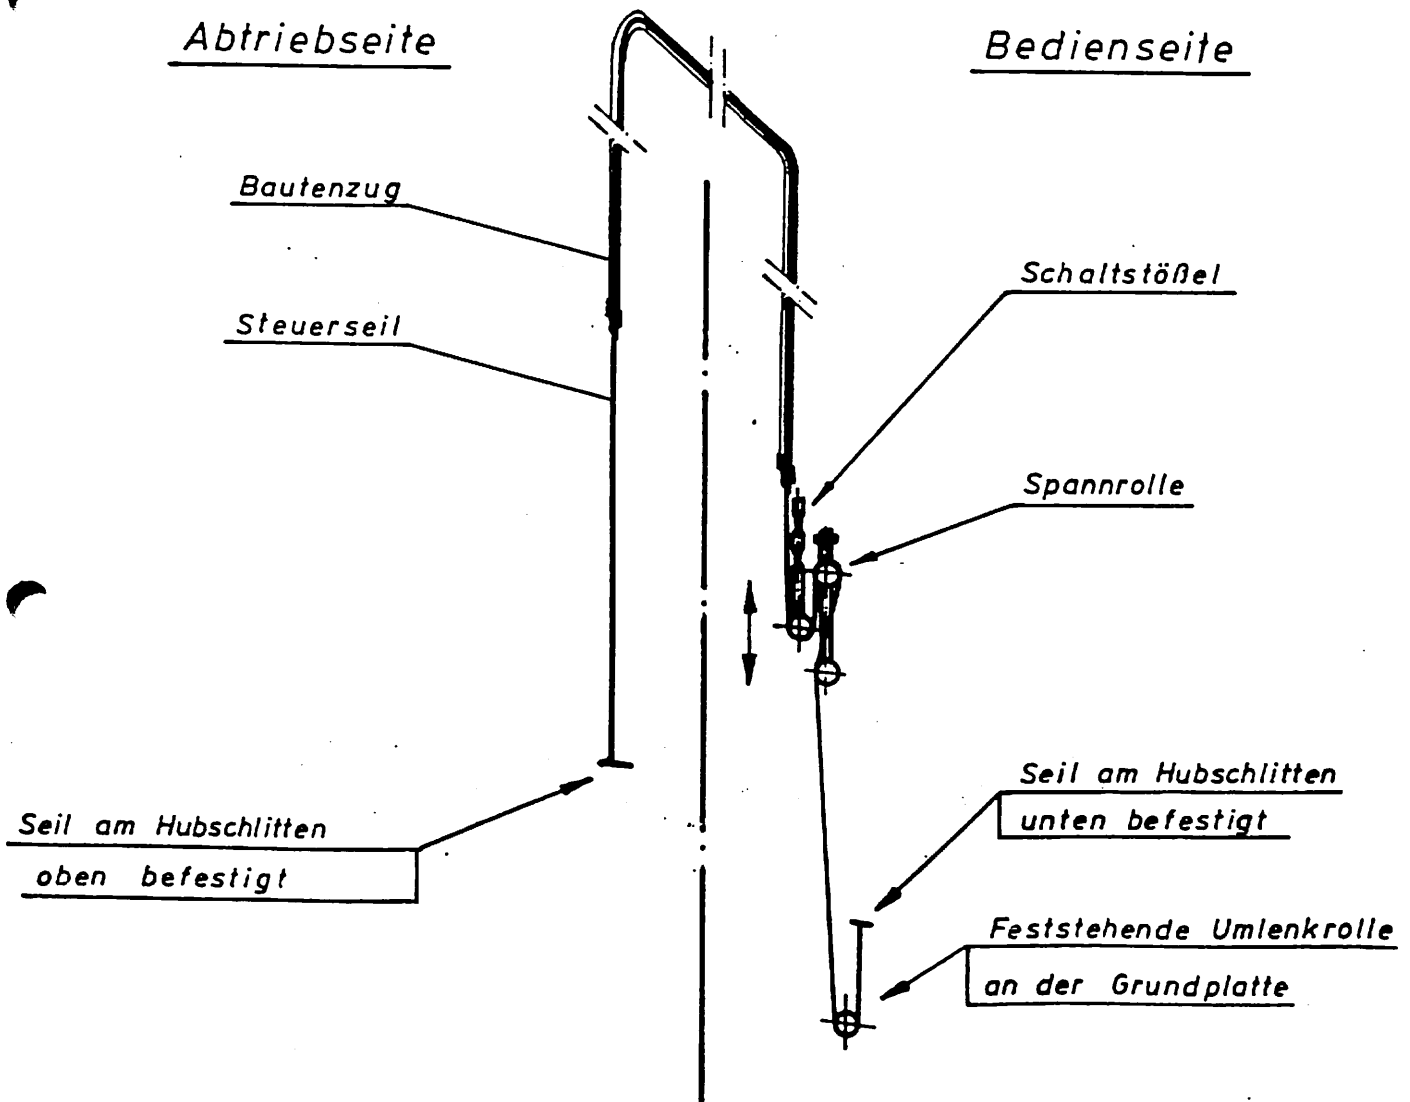 Abtriebseite
Bedienseite
Bautenzug
Steuerseil
Schaltstößel
Spannrolle
Seil am Hubschlitten
oben befestigt
Seil am Hubschlitten
unten befestigt
Feststehende Umlenkrolle
an der Grundplatte